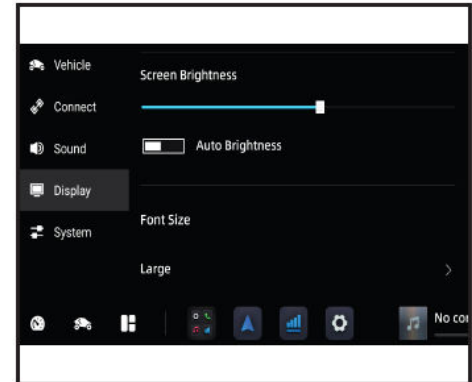 Vehicle
Connect
Sound
Display
System
Screen Brightness
Auto Brightness
Font Size
Large
No co